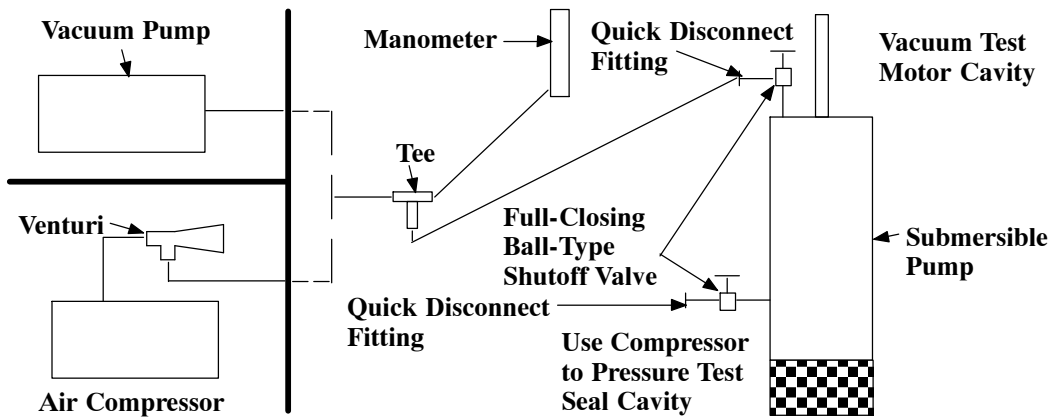 Vacuum Pump
Manometer
Quick Disconnect
Fitting
Vacuum Test
Motor Cavity
Tee
Venturi
Full-Closing
Ball-Type
Shutoff Valve
Submersible
Pump
Quick Disconnect
Fitting
Use Compressor
to Pressure Test
Seal Cavity
Air Compressor